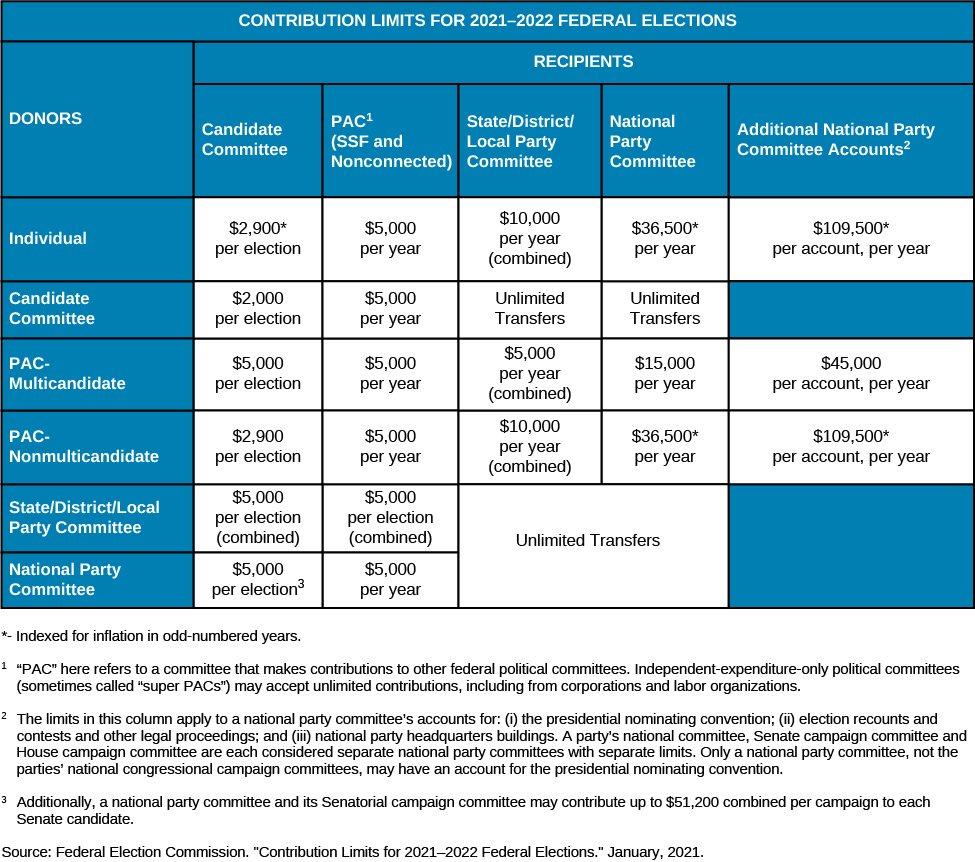 CONTRIBUTION LIMITS FOR 2021–2022 FEDERAL ELECTIONS
DONORS
RECIPIENTS
Candidate
Committee
PAC1
(SSF and
Nonconnected)
State/District/
Local Party
Committee
National
Party
Committee
Additional National Party
Committee Accounts2
Individual
$2,900*
per election
$5,000
per year
$10,000
per year
(combined)
$36,500*
per year
$109,500*
per account, per year
Candidate
Committee
$2,000
per election
$5,000
per year
Unlimited
Transfers
Unlimited
Transfers
PAC-
Multicandidate
$5,000
per election
$5,000
per year
$5,000
per year
(combined)
$15,000
per year
$45,000
per account, per year
PAC-
Nonmulticandidate
$2,900
per election
$5,000
per year
$10,000
per year
(combined)
$36,500*
per year
$109,500*
per account, per year
State/District/Local
Party Committee
$5,000
per election
(combined)
$5,000
per election
(combined)
Unlimited Transfers
National Party
Committee
$5,000
per election3
$5,000
per year
*- Indexed for inflation in odd-numbered years.
1 “PAC” here refers to a committee that makes contributions to other federal political committees. Independent-expenditure-only political committees
(sometimes called “super PACs”) may accept unlimited contributions, including from corporations and labor organizations.
2 The limits in this column apply to a national party committee’s accounts for: (i) the presidential nominating convention; (ii) election recounts and
contests and other legal proceedings; and (iii) national party headquarters buildings. A party’s national committee, Senate campaign committee and
House campaign committee are each considered separate national party committees with separate limits. Only a national party committee, not the
parties’ national congressional campaign committees, may have an account for the presidential nominating convention.
3 Additionally, a national party committee and its Senatorial campaign committee may contribute up to $51,200 combined per campaign to each
Senate candidate.
Source: Federal Election Commission. "Contribution Limits for 2021–2022 Federal Elections." January, 2021.